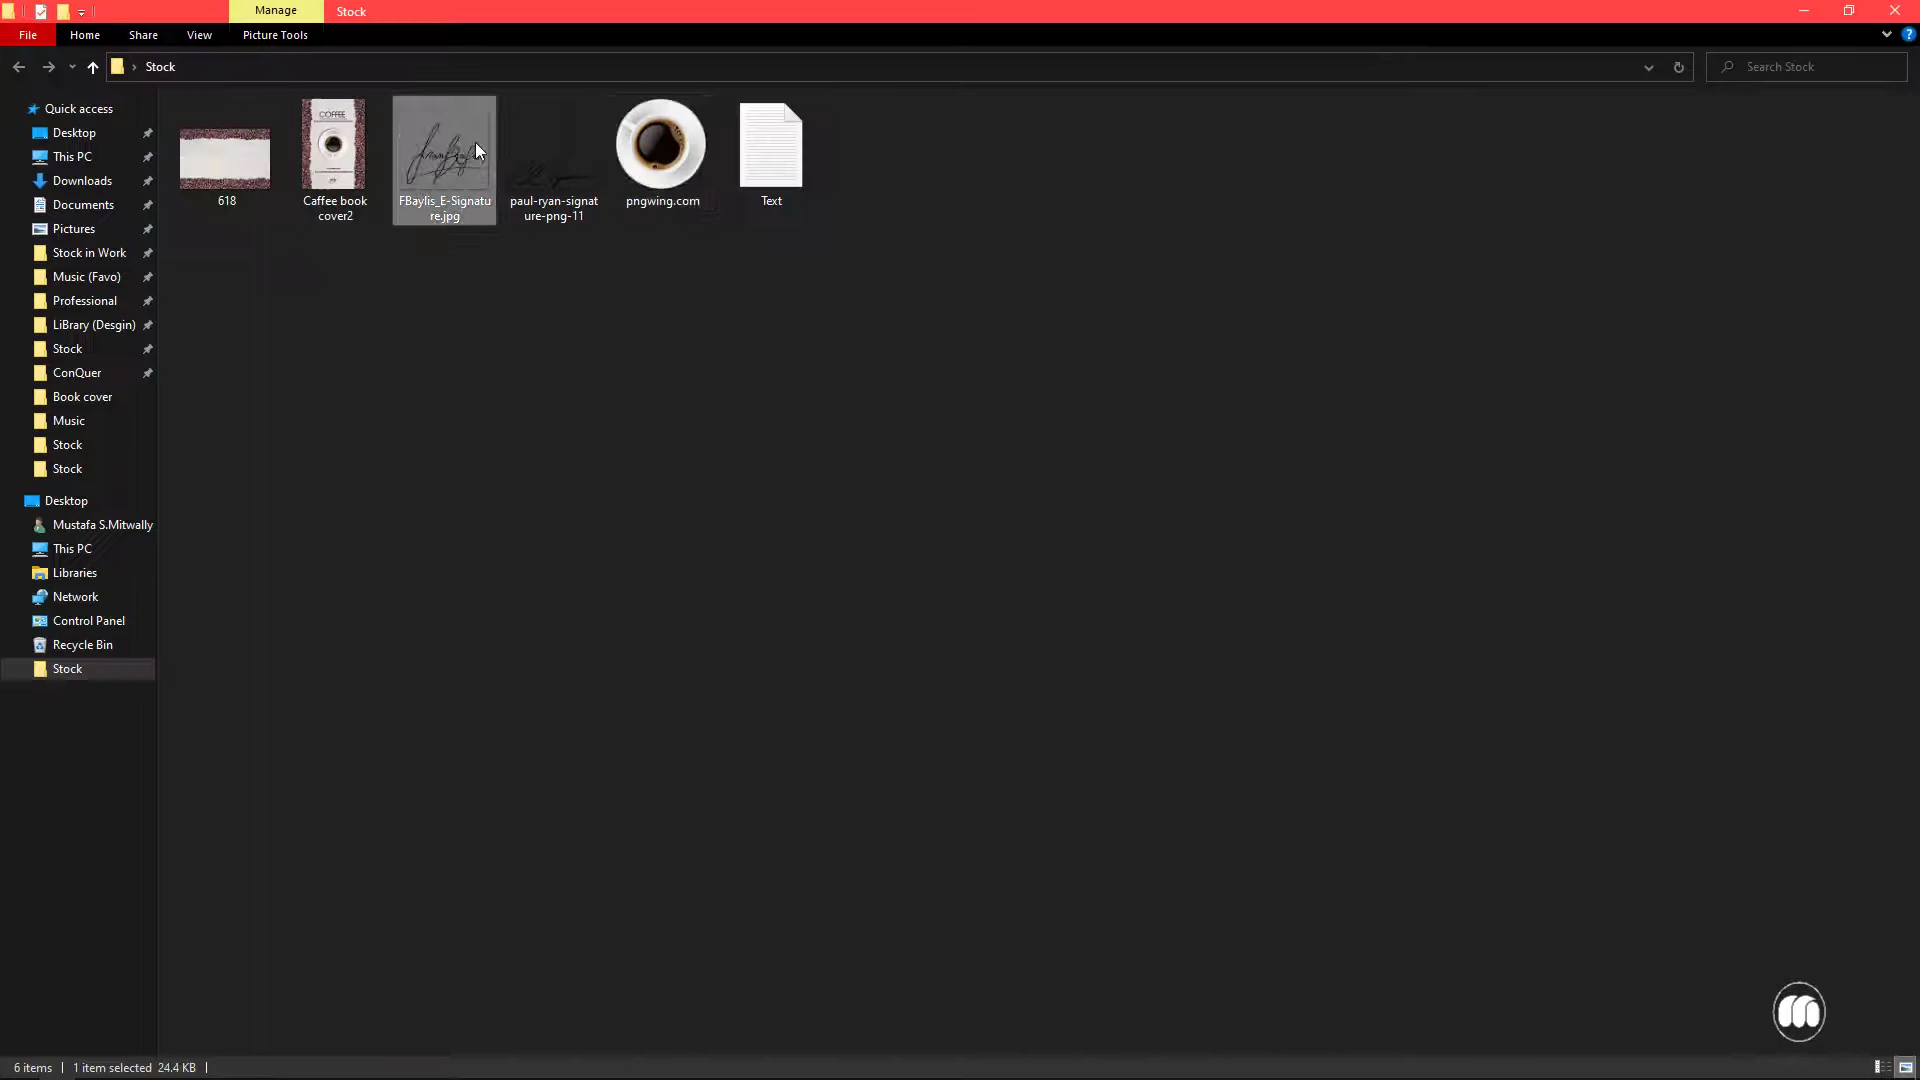 Manage
Stock
File
Home
Share
View
Picture Tools
Stock
Search Stock
Quick access
Desktop
This PC
Downloads
Documents
Pictures
Stock in Work
Music (Favo)
Professional
LiBrary (Desgin)
Stock
ConQuer
Book cover
Music
Stock
Stock
Desktop
Mustafa S.Mitwally
This PC
Libraries
Network
Control Panel
Recycle Bin
Stock
618
COFFEE
Caffee book
cover2
FBaylis_E-Signatu
re.jpg
paul-ryan-signat
ure-png-11
pngwing.com
Text
6 items
1 item selected 24.4 KB